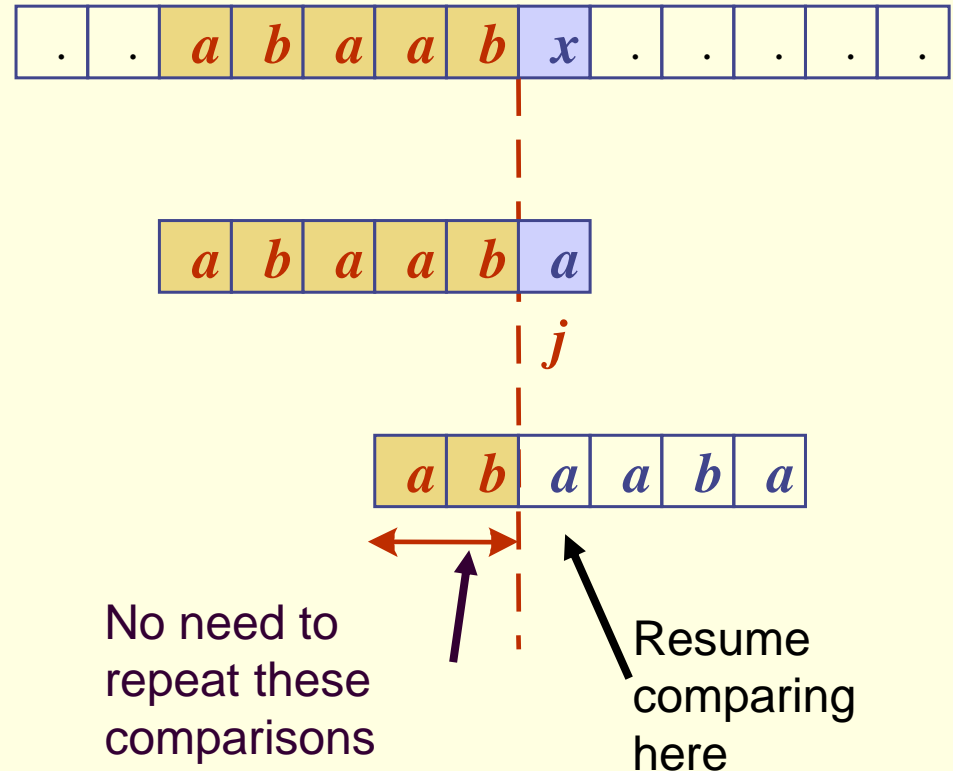 . . a b a a b x . . . . .
a b a a b a
j
a b a a b a
No need to
repeat these
comparisons
Resume
comparing
here